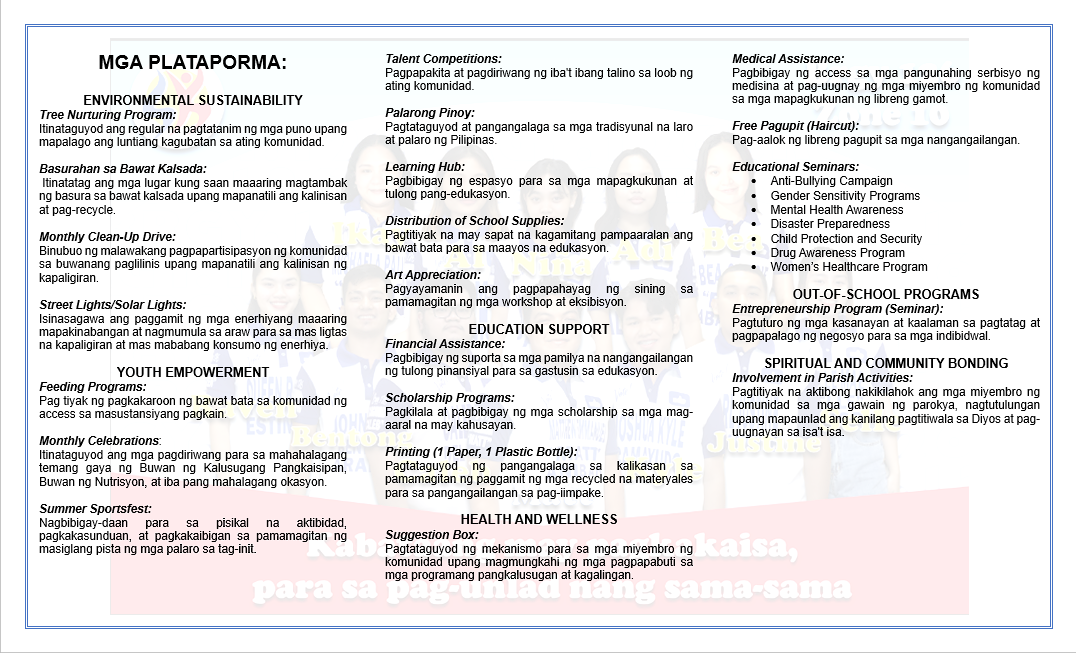 MGA PLATAPORMA:
ENVIRONMENTAL SUSTAINABILITY
Tree Nurturing Program:
Itinataguyod ang regular na pagtatanim ng mga puno upang
mapalago ang luntiang kagubatan sa ating komunidad.
Basurahan sa Bawat Kalsada:
Itinatatag ang mga lugar kung saan maaaring magtambak
ng basura sa bawat kalsada upang mapanatili ang kalinisan
at pag-recycle.
Monthly Clean-Up Drive:
Binubuo ng malawakang pagpapartisipasyon ng komunidad
sa buwanang paglilinis upang mapanatili ang kalinisan ng
kapaligiran.
Street Lights/Solar Lights:
Isinasagawa ang paggamit ng mga enerhiyang maaaring
mapakinabangan at nagmumula sa araw para sa mas ligtas
na kapaligiran at mas mababang konsumo ng enerhiya.
YOUTH EMPOWERMENT
Feeding Programs:
Pag tiyak ng pagkakaroon ng bawat bata sa komunidad ng
access sa masustansiyang pagkain.
Monthly Celebrations:
Itinataguyod ang mga pagdiriwang para sa mahahalagang
temang gaya ng Buwan ng Kalusugang Pangkaisipan,
Buwan ng Nutrisyon, at iba pang mahalagang okasyon.
Summer Sportsfest:
Nagbibigay-daan para sa pisikal na aktibidad,
pagkakasunduan, at pagkakaibigan sa pamamagitan ng
masiglang pista ng mga palaro sa tag-init.
Talent Competitions:
Pagpapakita at pagdiriwang ng iba't ibang talino sa loob ng
ating komunidad.
Palarong Pinoy:
Pagtataguyod at pangangalaga sa mga tradisyunal na laro
at palaro ng Pilipinas.
Learning Hub:
Pagbibigay ng espasyo para sa mga mapagkukunan at
tulong pang-edukasyon.
Distribution of School Supplies:
Pagtitiyak na may sapat na kagamitang pampaaralan ang
bawat bata para sa maayos na edukasyon.
Art Appreciation:
Pagyayamanin ang pagpapahayag ng sining sa
pamamagitan ng mga workshop at eksibisyon.
EDUCATION SUPPORT
Financial Assistance:
Pagbibigay ng suporta sa mga pamilya na nangangailangan
ng tulong pinansiyal para sa gastusin sa edukasyon.
Scholarship Programs:
Pagkilala at pagbibigay ng mga scholarship sa mga mag-
aaral na may kahusayan.
Printing (1 Paper, 1 Plastic Bottle):
Pagtataguyod ng pangangalaga sa kalikasan sa
pamamagitan ng paggamit ng mga recycled na materyales
para sa pangangailangan sa pag-iimpake.
HEALTH AND WELLNESS
Suggestion Box:
Pagtataguyod ng mekanismo para sa mga miyembro ng
komunidad upang magmungkahi ng mga pagpapabuti sa
mga programang pangkalusugan at kagalingan.
Medical Assistance:
Pagbibigay ng access sa mga pangunahing serbisyo ng
medisina at pag-uugnay ng mga miyembro ng komunidad
sa mga mapagkukunan ng libreng gamot.
Free Pagupit (Haircut):
Pag-aalok ng libreng pagupit sa mga nangangailangan.
Educational Seminars:
• Anti-Bullying Campaign
• Gender Sensitivity Programs
• Mental Health Awareness
• Disaster Preparedness
• Child Protection and Security
• Drug Awareness Program
• Women's Healthcare Program
OUT-OF-SCHOOL PROGRAMS
Entrepreneurship Program (Seminar):
Pagtuturo ng mga kasanayan at kaalaman sa pagtatag at
pagpapalago ng negosyo para sa mga indibidwal.
SPIRITUAL AND COMMUNITY BONDING
Involvement in Parish Activities:
Pagtitiyak na aktibong nakikilahok ang mga miyembro ng
komunidad sa mga gawain ng parokya, nagtutulungan
upang mapaunlad ang kanilang pagtitiwala sa Diyos at pag-
uugnayan sa isa't isa.
Zone 10
Nina
Adi
Bea
Bentong
Justine
para sa pag-unlad nang sama-sama